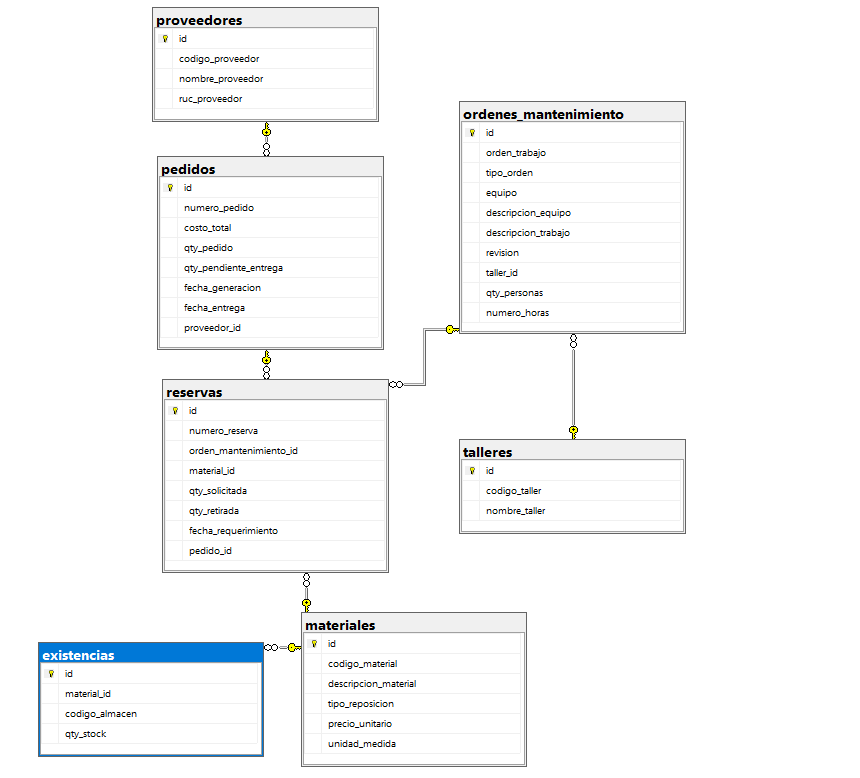 proveedores
id
codigo_proveedor
nombre_proveedor
ruc_proveedor
pedidos
id
numero_pedido
costo_total
qty_pedido
qty_pendiente_entrega
fecha_generacion
fecha_entrega
proveedor_id
ordenes_mantenimiento
id
orden_trabajo
tipo_orden
equipo
descripcion_equipo
descripcion_trabajo
revision
taller_id
qty_personas
numero_horas
reservas
id
numero_reserva
orden_mantenimiento_id
material_id
qty_solicitada
qty_retirada
fecha_requerimiento
pedido_id
talleres
id
codigo_taller
nombre_taller
existencias
id
material_id
codigo_almacen
qty_stock
materiales
id
codigo_material
descripcion_material
tipo_reposicion
precio_unitario
unidad_medida